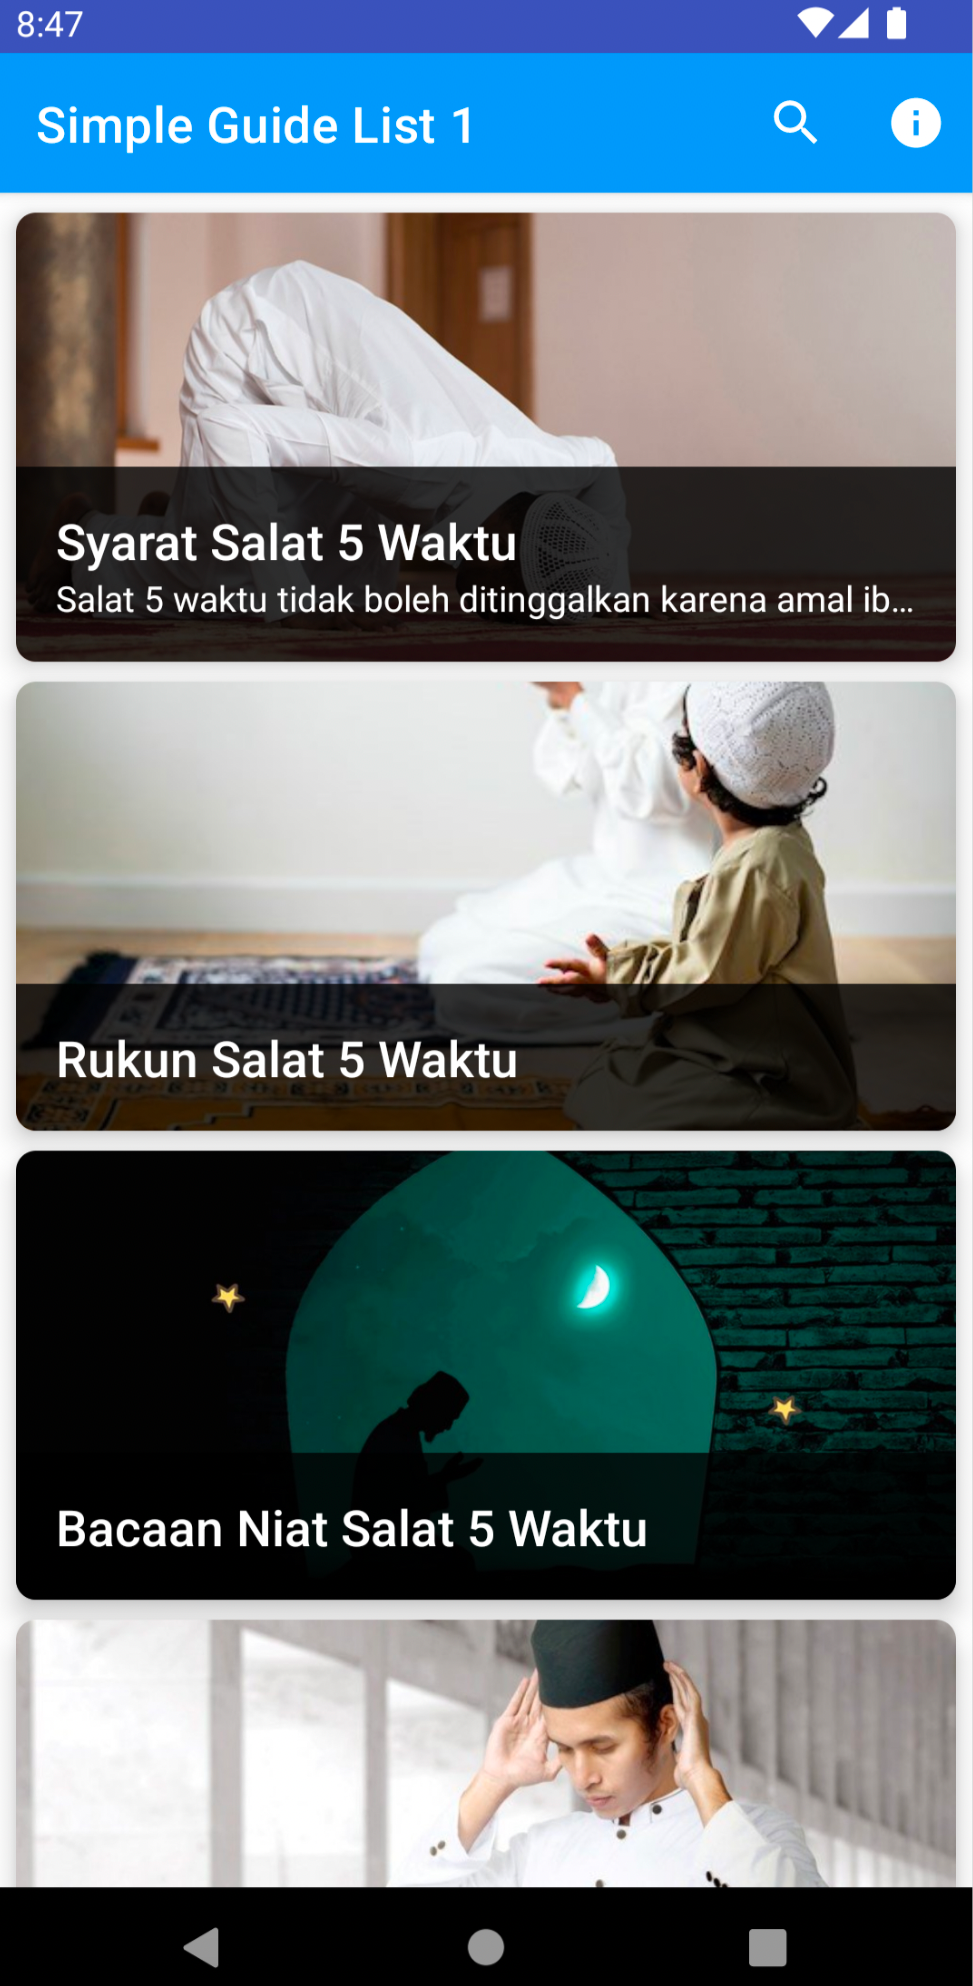 8:47
Simple Guide List 1
Syarat Salat 5 Waktu
Salat 5 waktu tidak boleh ditinggalkan karena amal ib...
Rukun Salat 5 Waktu
Bacaan Niat Salat 5 Waktu